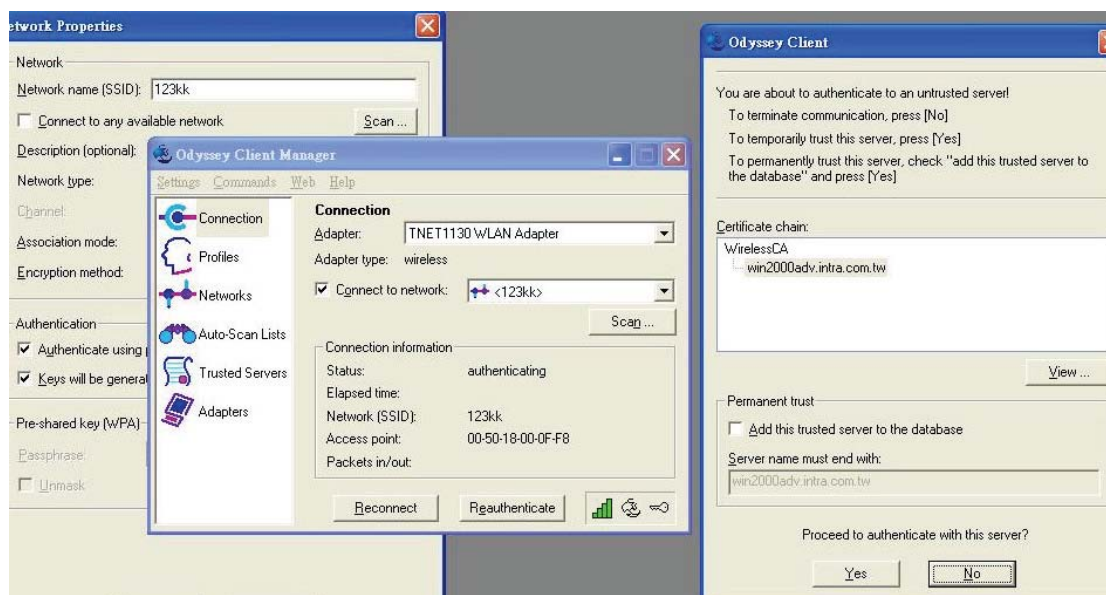 etwork Properties
Network
Network name (SSID): 123kk
Connect to any available network
Scan ...
Description (optional):
Network type:
Channel:
Association mode:
Encryption method:
Authentication
Authenticate using
Keys will be genera
Pre-shared key (WPA)
Passphrase:
Unmask
Odyssey Client Manager
Settings Commands Web Help
Connection
Profiles
Networks
Auto-Scan Lists
Trusted Servers
Adapters
Connection
Adapter: TNET1130 WLAN Adapter
Adapter type: wireless
Connect to network: <123kk>
Scan ...
Connection information
Status: authenticating
Elapsed time:
Network (SSID): 123kk
Access point: 00-50-18-00-0F-F8
Packets in/out:
Reconnect Reauthenticate
Odyssey Client
You are about to authenticate to an untrusted server!
To terminate communication, press [No]
To temporarily trust this server, press [Yes]
To permanently trust this server, check "add this trusted server to
the database" and press [Yes]
Certificate chain:
WirelessCA
win2000adv.intra.com.tw
View ...
Permanent trust
Add this trusted server to the database
Server name must end with:
win2000adv.intra.com.tw
Proceed to authenticate with this server?
Yes No